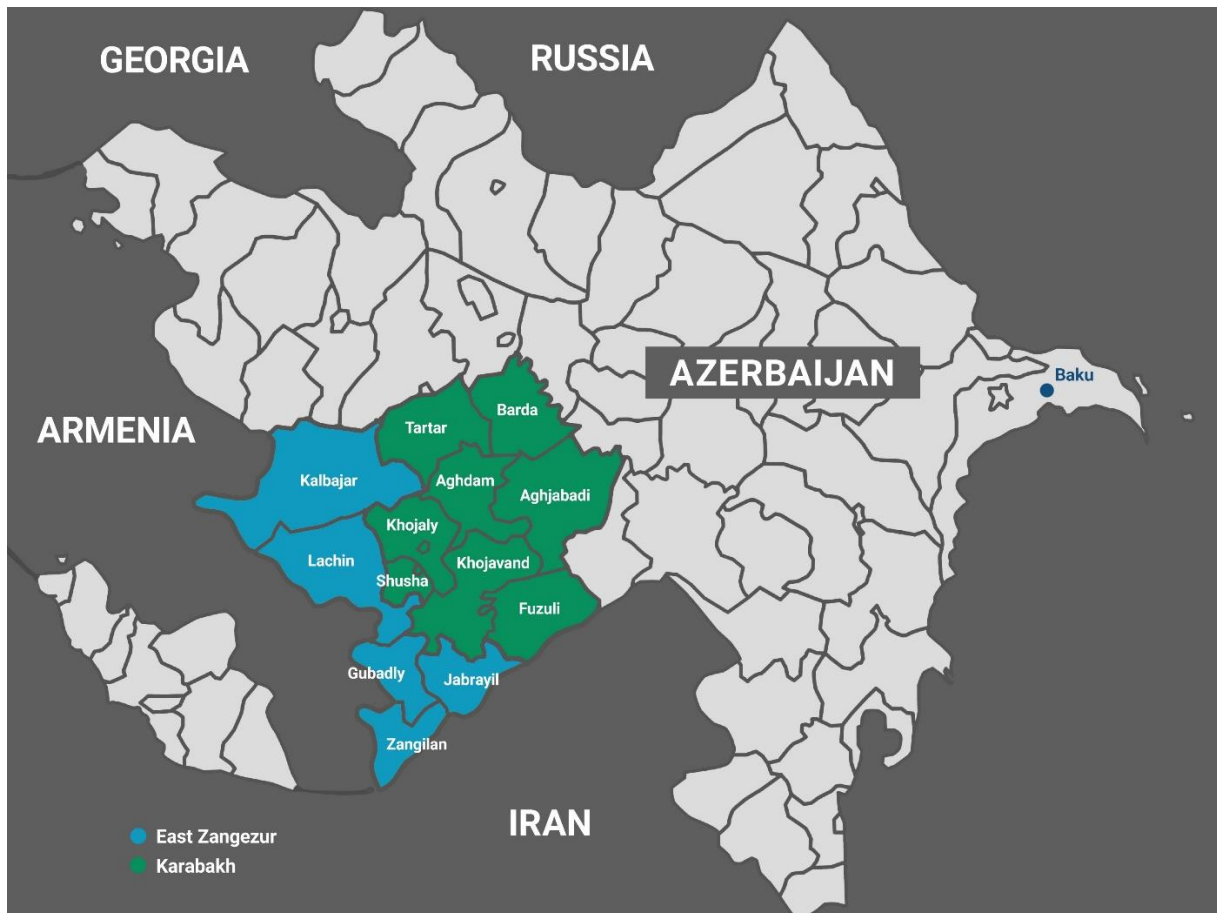 GEORGIA
RUSSIA
AZERBAIJAN
Baku
ARMENIA
Barda
Tartar
Kalbajar
Aghdam
Aghjabadi
Khojaly
Lachin
Khojavand
Shusha
Fuzuli
Gubadly
Jabrayil
Zangilan
IRAN
East Zangezur
Karabakh